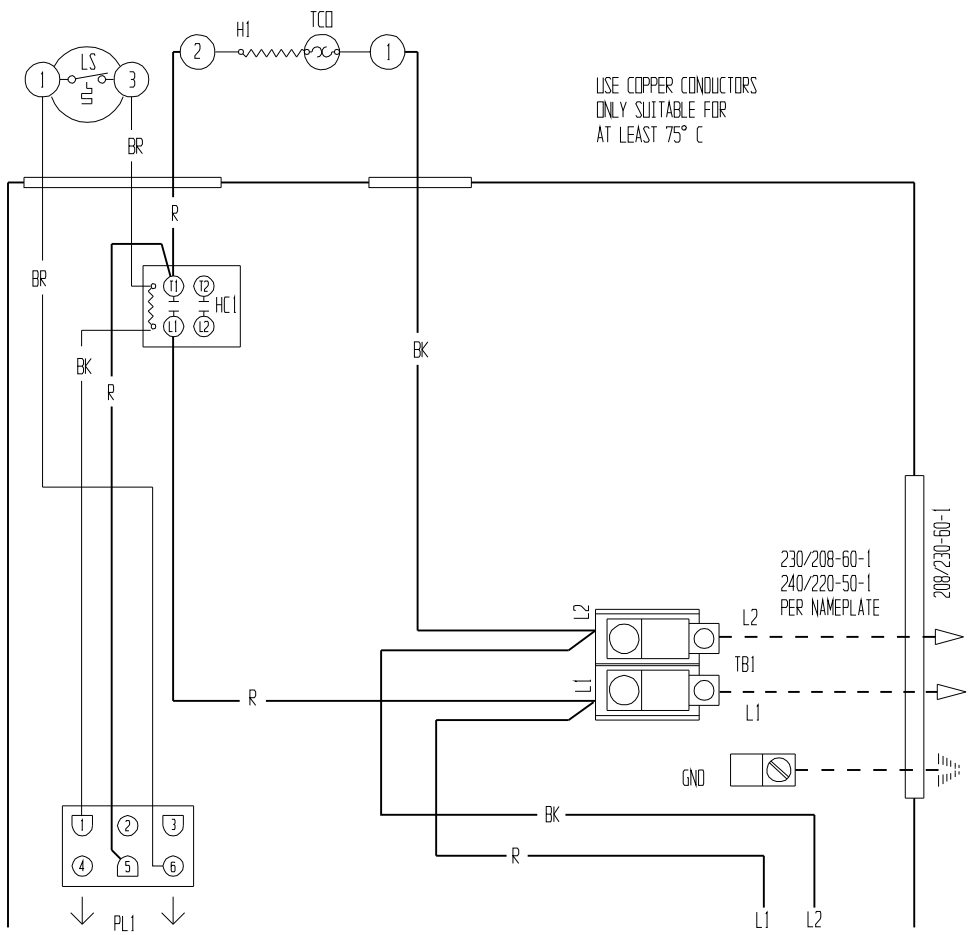 H1
TCO
2
1
LS
1
3
USE COPPER CONDUCTORS
ONLY SUITABLE FOR
AT LEAST 75° C
BR
R
BR
T1
T2
HC1
L1
L2
BK
BK
R
230/208-60-1
240/220-50-1
PER NAMEPLATE
208/230-60-1
L2
L2
TB1
L1
L1
R
GND
BK
R
1
2
3
4
5
6
PL1
L1
L2